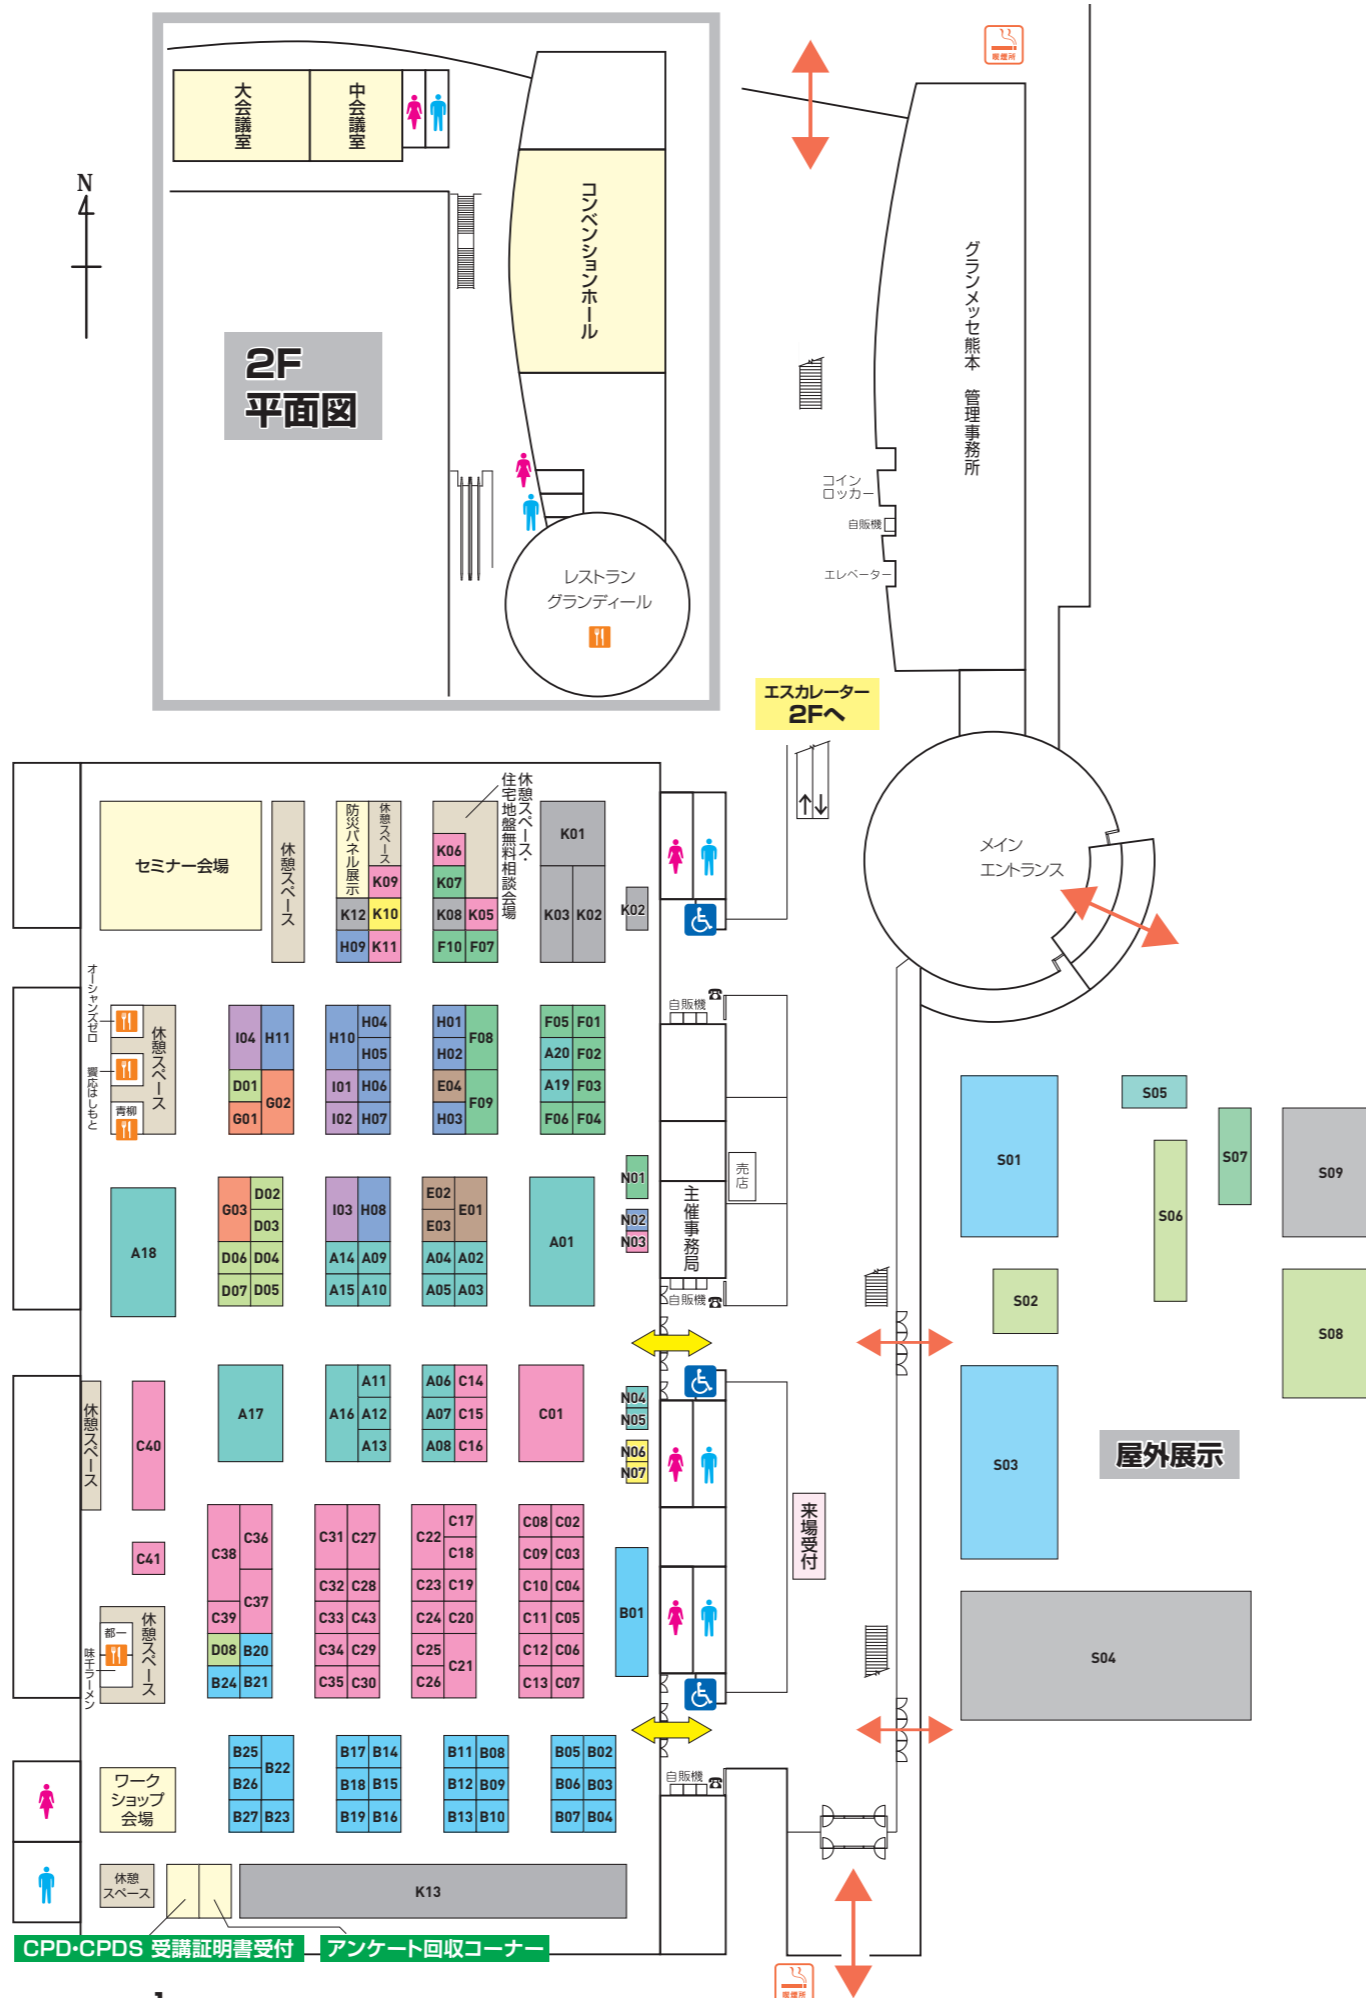 喫煙所
大会議室
中会議室
N
コンベンションホール
2F
平面図
グランメッセ熊本 管理事務所
コイン
ロッカー
自販機
エレベーター
レストラン
グランディール
エスカレーター
2Fへ
メイン
エントランス
セミナー会場
休憩スペース
防災パネル展示
休憩スペース
休憩スペース・
住宅地盤無料相談会場
K09
K12
K10
H09
K11
K06
K07
K08
K05
F10
F07
K01
K03
K02
K02
オーシャンズゼロ
饗応はしもと
青柳
休憩スペース
自販機
I04
H11
D01
G02
G01
H10
H04
H05
I01
H06
I02
H07
H01
F08
H02
E04
F09
H03
F05
F01
A20
F02
A19
F03
F06
F04
A18
G03
D02
D03
D06
D04
D07
D05
I03
H08
A14
A09
A15
A10
E02
E01
E03
A04
A02
A05
A03
A01
N01
N02
N03
主催事務局
売店
自販機
S01
S05
S07
S09
S06
S02
S08
S03
屋外展示
S04
休憩スペース
C40
A17
A16
A11
A12
A13
A06
C14
A07
C15
A08
C16
C01
N04
N05
N06
N07
来場受付
C41
C38
C36
C37
C39
D08
B20
B24
B21
C31
C27
C32
C28
C33
C43
C34
C29
C35
C30
C22
C17
C18
C23
C19
C24
C20
C25
C21
C26
C08
C02
C09
C03
C10
C04
C11
C05
C12
C06
C13
C07
B01
都一
味千ラーメン
休憩スペース
ワーク
ショップ
会場
B25
B22
B26
B27
B23
B17
B14
B18
B15
B19
B16
B11
B08
B12
B09
B13
B10
B05
B02
B06
B03
B07
B04
自販機
休憩
スペース
K13
CPD・CPDS 受講証明書受付
アンケート回収コーナー
喫煙所